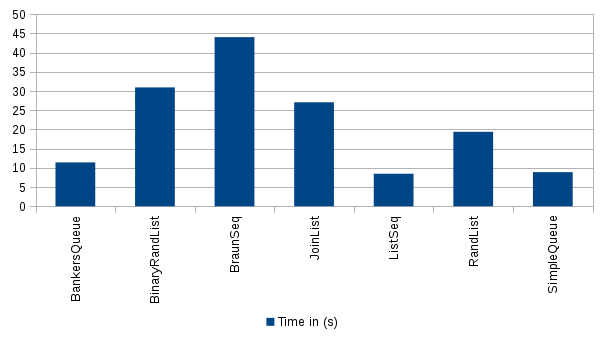 50
45
40
35
30
25
20
15
10
5
0
BankersQueue
BinaryRandList
BraunSeq
JoinList
ListSeq
RandList
SimpleQueue
Time in (s)